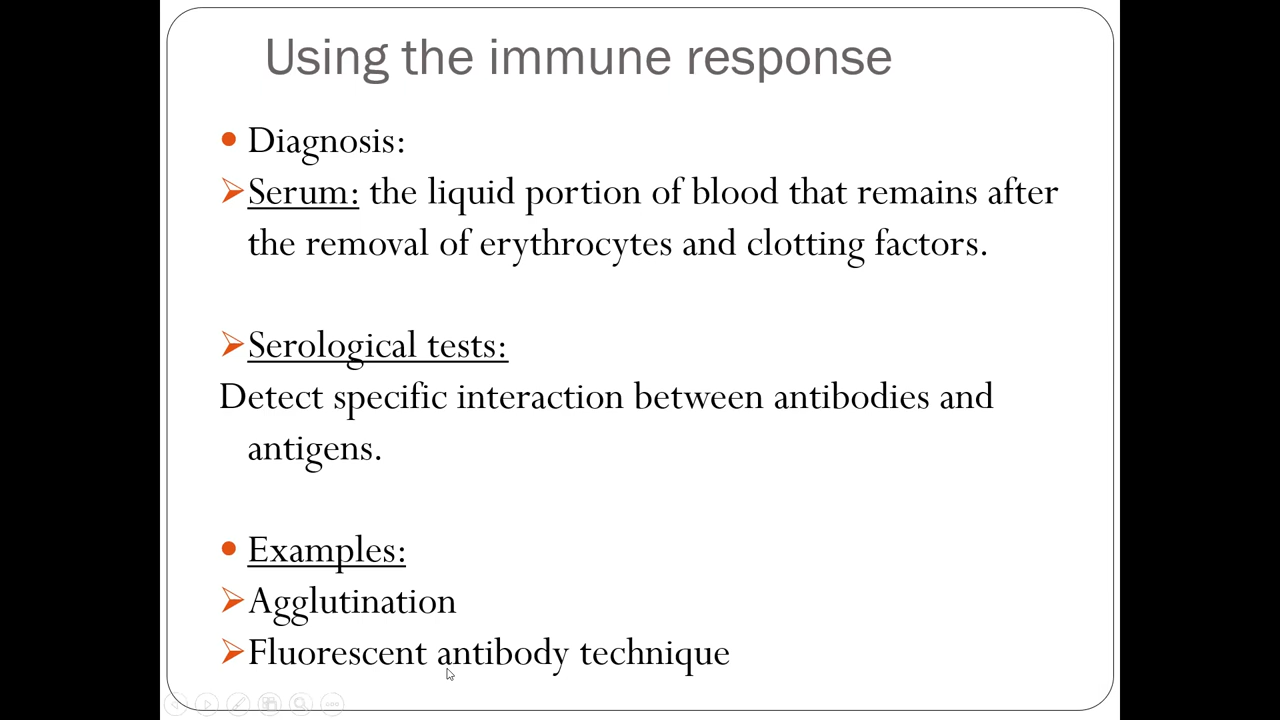 Using the immune response
Diagnosis:
Serum: the liquid portion of blood that remains after
the removal of erythrocytes and clotting factors.
Serological tests:
Detect specific interaction between antibodies and
antigens.
Examples:
Agglutination
Fluorescent antibody technique